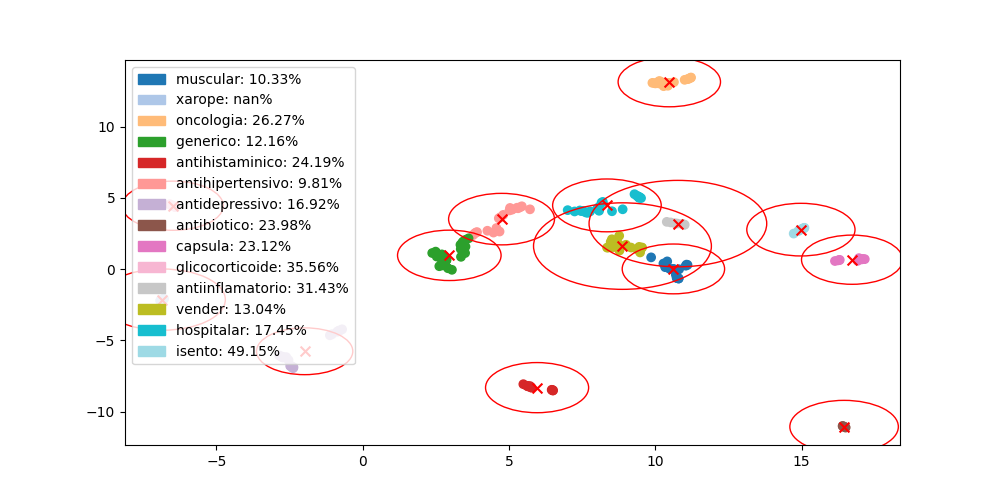 muscular: 10.33%
xarope: nan%
oncologia: 26.27%
generico: 12.16%
antihistaminico: 24.19%
antihipertensivo: 9.81%
antidepressivo: 16.92%
antibiotico: 23.98%
capsula: 23.12%
glicocorticoide: 35.56%
antiinflamatorio: 31.43%
vender: 13.04%
hospitalar: 17.45%
isento: 49.15%
10
5
0
−5
−10
−5 0 5 10 15